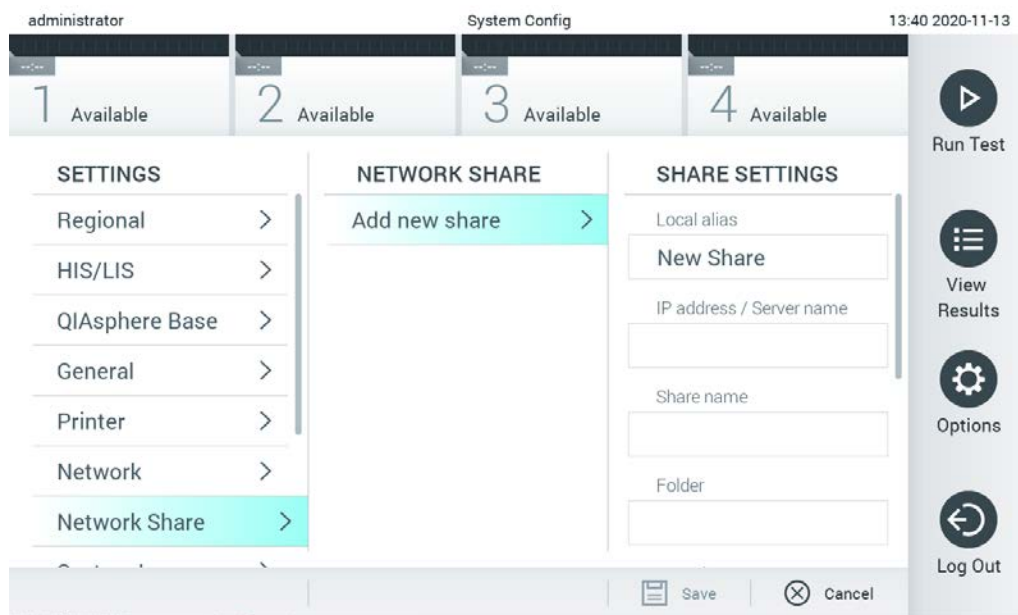 administrator System Config 13:40 2020-11-13
--:-- --:-- --:-- --:--
1 Available 2 Available 3 Available 4 Available
Run Test
SETTINGS
Regional
HIS/LIS
QIAsphere Base
General
Printer
Network
Network Share
NETWORK SHARE
Add new share
SHARE SETTINGS
Local alias
New Share
IP address / Server name
Share name
Folder
View
Results
Options
Log Out
Save Cancel